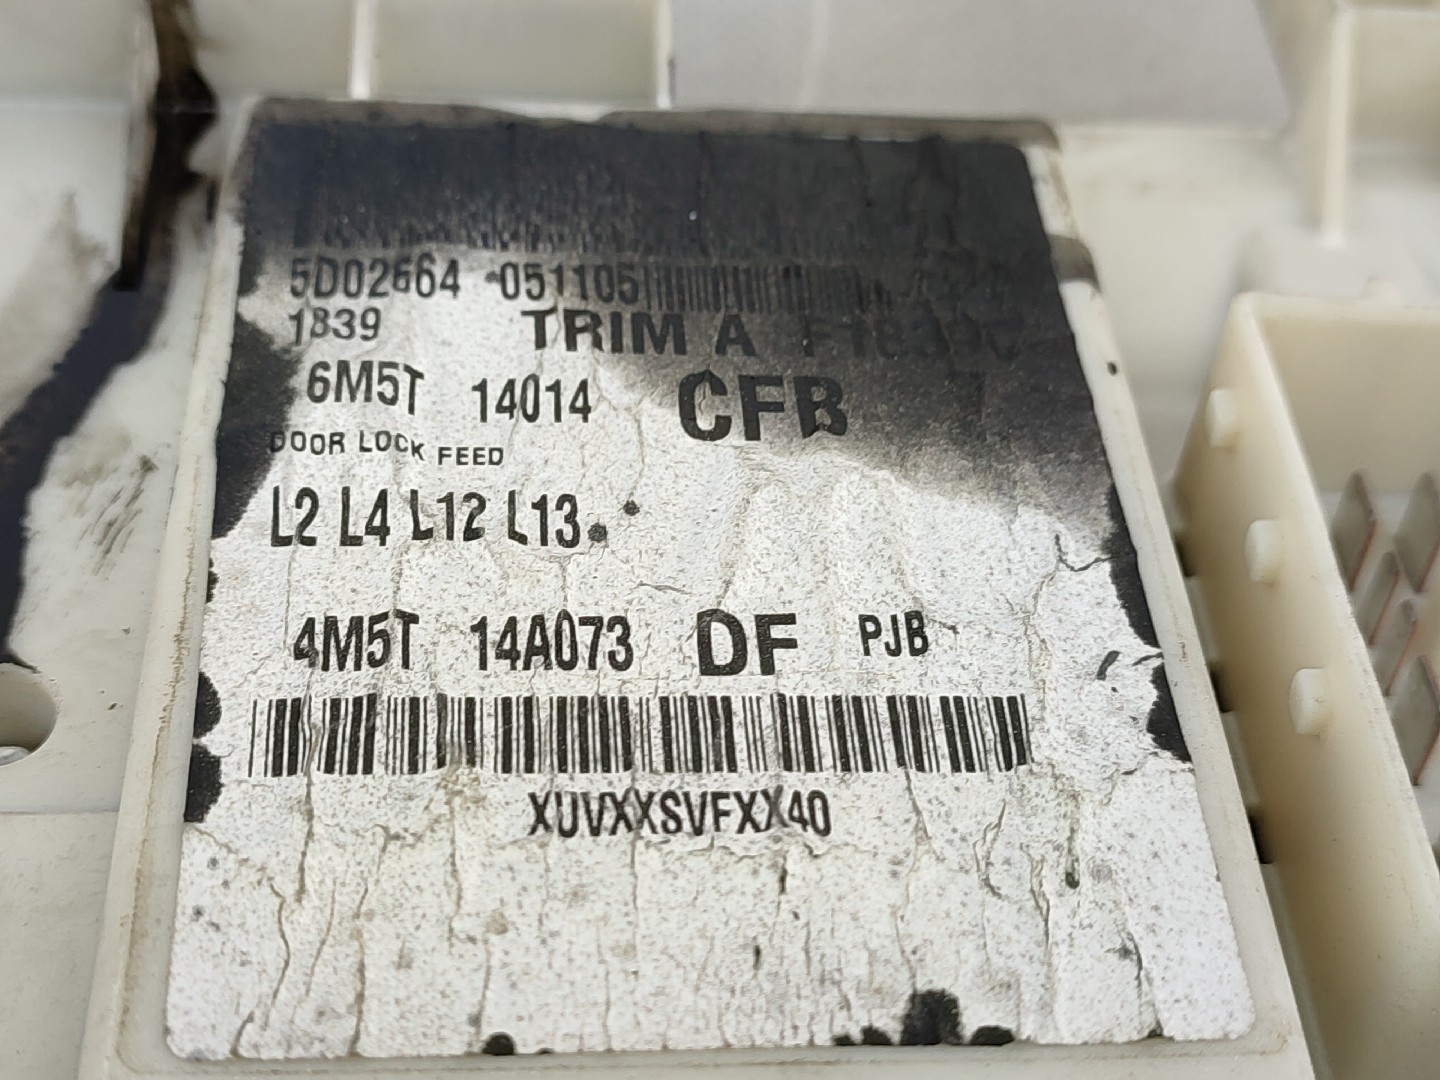 5D02664 051105
1839 TRIM A
6M5T 14014 CFB
DOOR LOCK FEED
L2 L4 L12 L13
4M5T 14A073 DF PJB
XUVXXSVFXX40